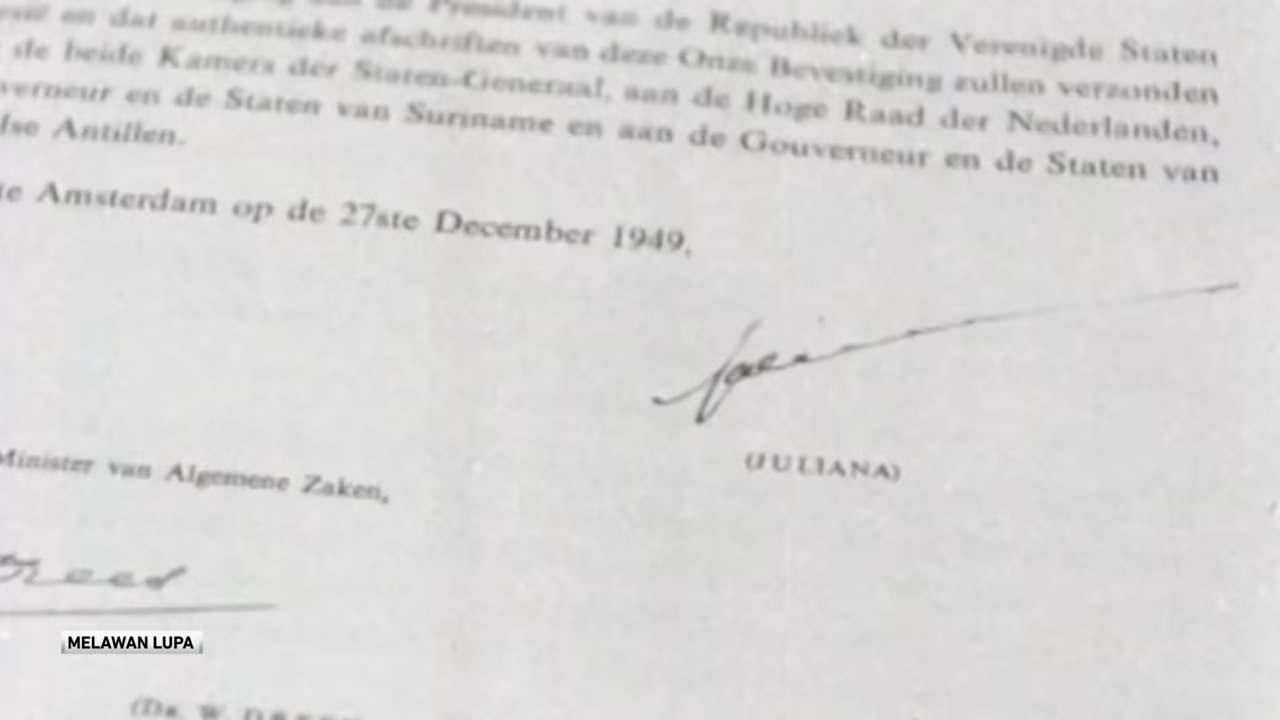 President van de Republiek der Verenigde Staten
en dat authentieke afschriften van deze Onze Bevestiging zullen verzonden
de beide Kamers der Staten-Generaal, aan de Hoge Raad der Nederlanden,
verneur en de Staten van Suriname en aan de Gouverneur en de Staten van
lse Antillen.
te Amsterdam op de 27ste December 1949.
(JULIANA)
Minister van Algemene Zaken,
MELAWAN LUPA